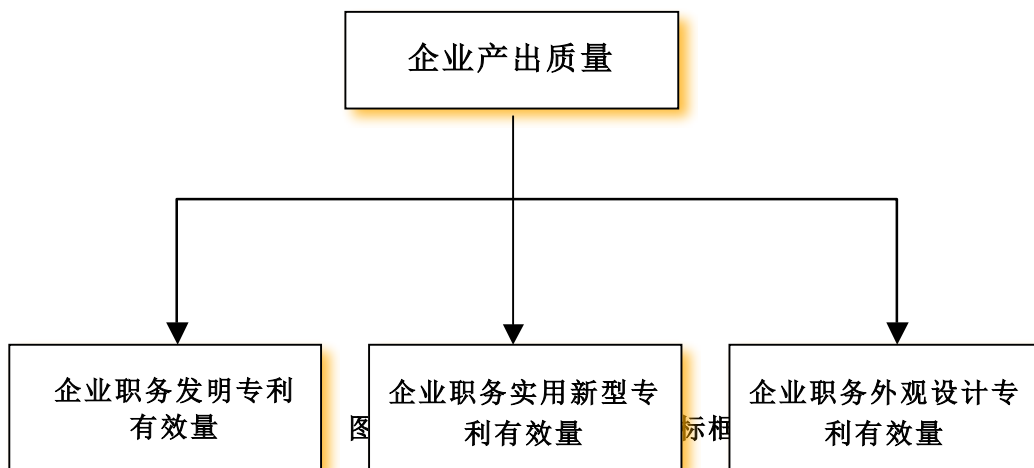 企业产出质量
企业职务发明专利
有效量
企业职务实用新型专
利有效量
企业职务外观设计专
利有效量
图
标框